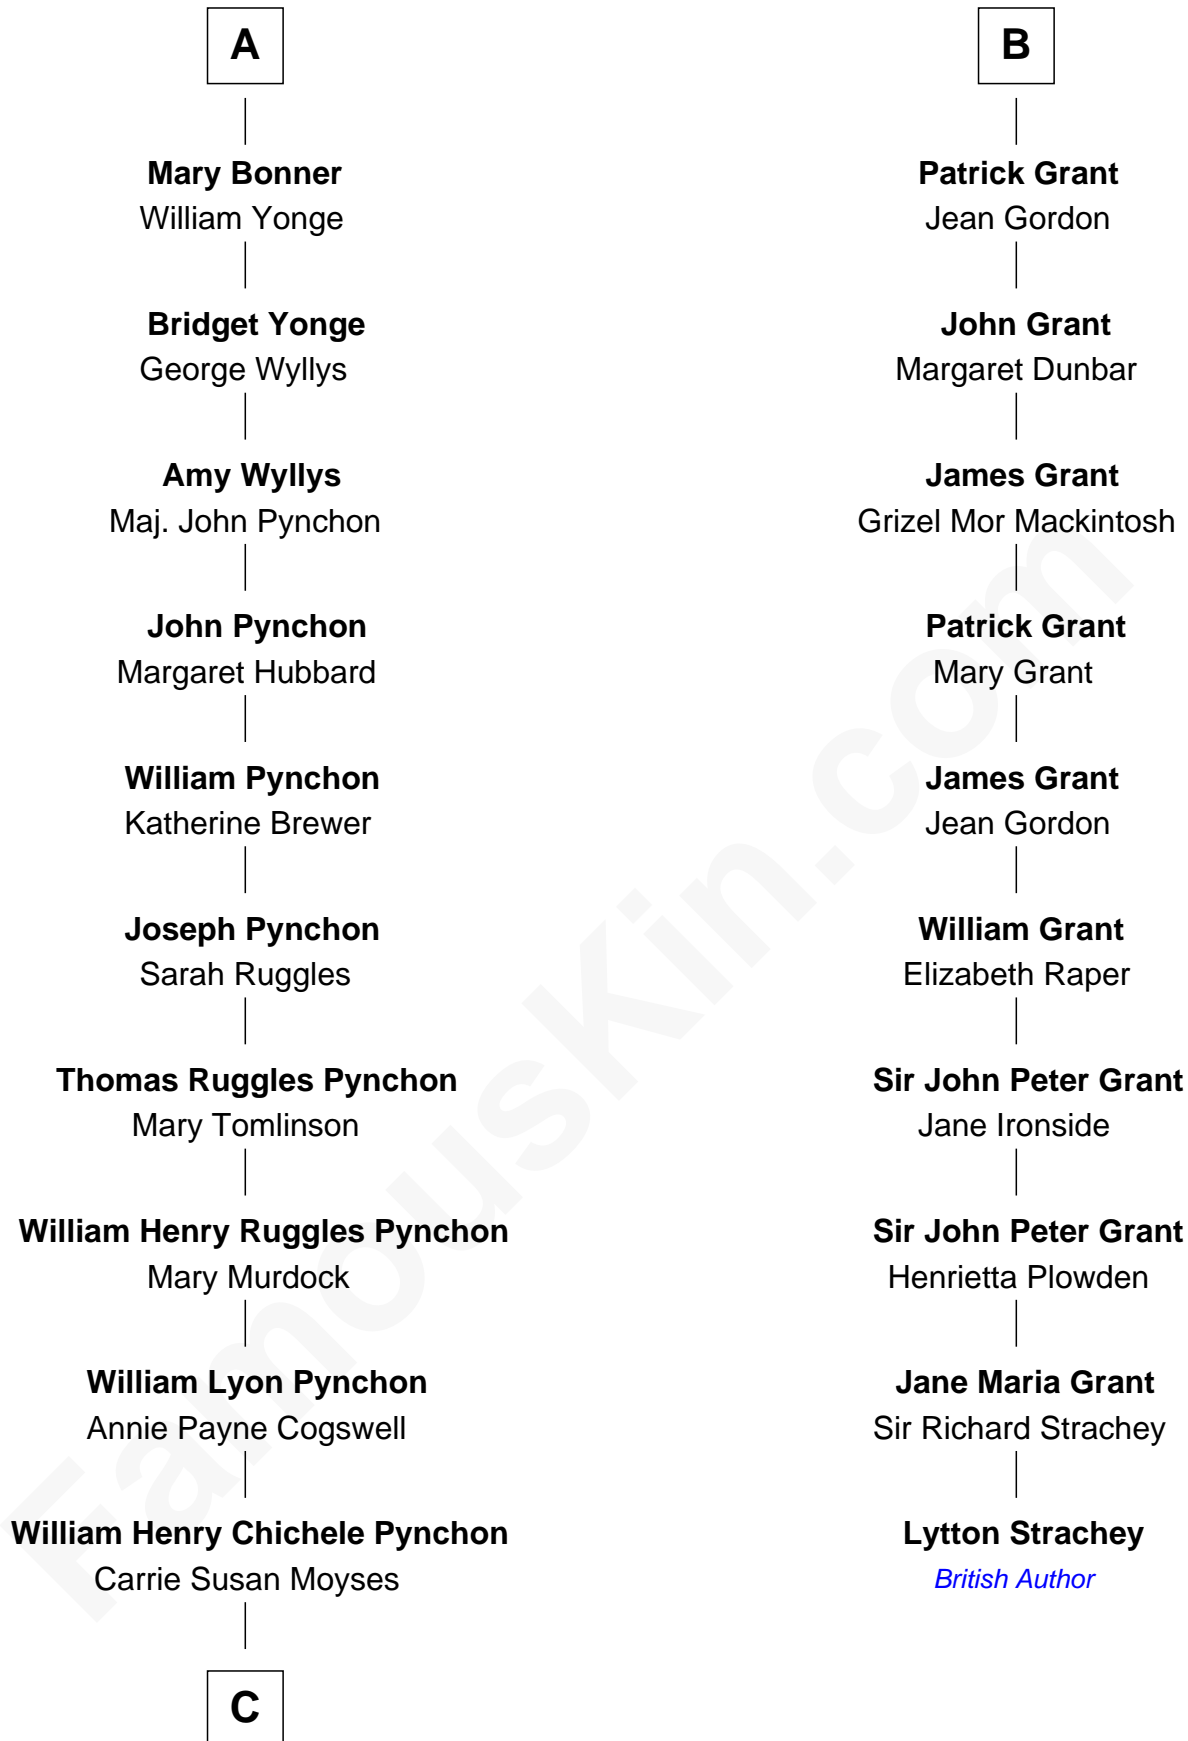 A
Mary Bonner
William Yonge
Bridget Yonge
George Wyllys
Amy Wyllys
Maj. John Pynchon
John Pynchon
Margaret Hubbard
William Pynchon
Katherine Brewer
Joseph Pynchon
Sarah Ruggles
Thomas Ruggles Pynchon
Mary Tomlinson
William Henry Ruggles Pynchon
Mary Murdock
William Lyon Pynchon
Annie Payne Cogswell
William Henry Chichele Pynchon
Carrie Susan Moyses
C
B
Patrick Grant
Jean Gordon
John Grant
Margaret Dunbar
James Grant
Grizel Mor Mackintosh
Patrick Grant
Mary Grant
James Grant
Jean Gordon
William Grant
Elizabeth Raper
Sir John Peter Grant
Jane Ironside
Sir John Peter Grant
Henrietta Plowden
Jane Maria Grant
Sir Richard Strachey
Lytton Strachey
British Author
FamousKin.com